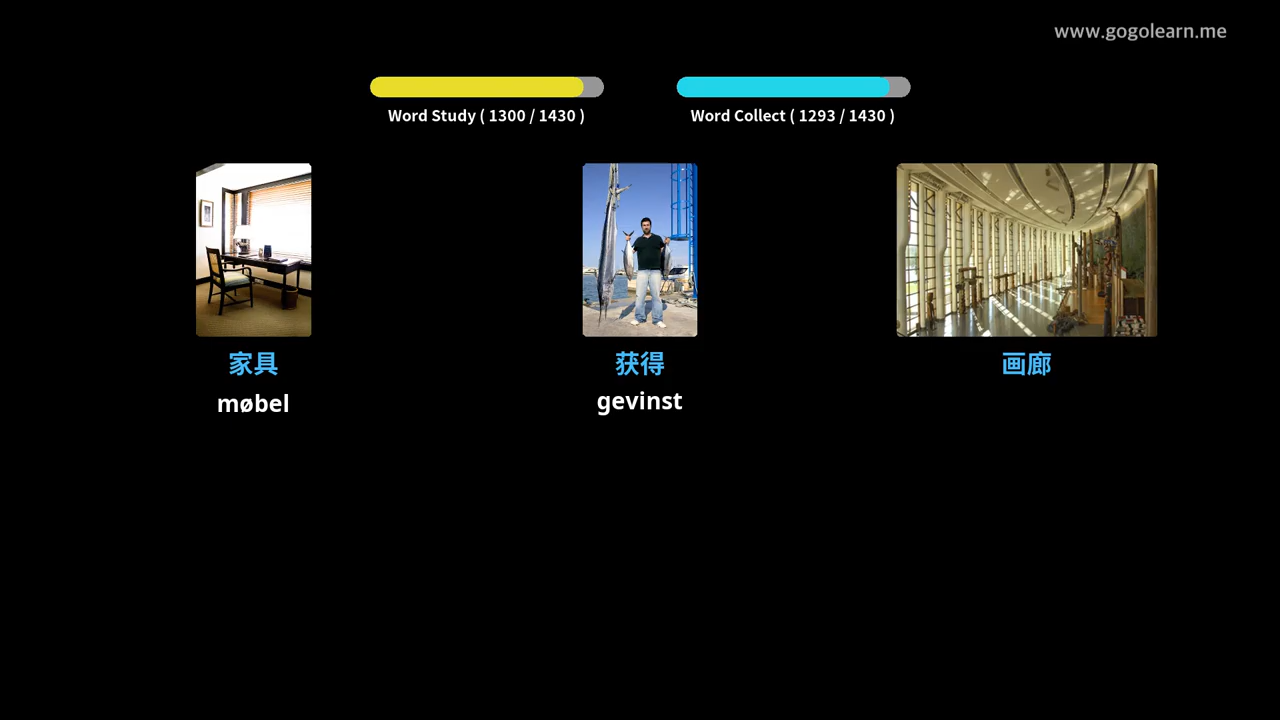 www.gogolearn.me
Word Study ( 1300 / 1430 )
Word Collect ( 1293 / 1430 )
家具
获得
画廊
møbel
gevinst